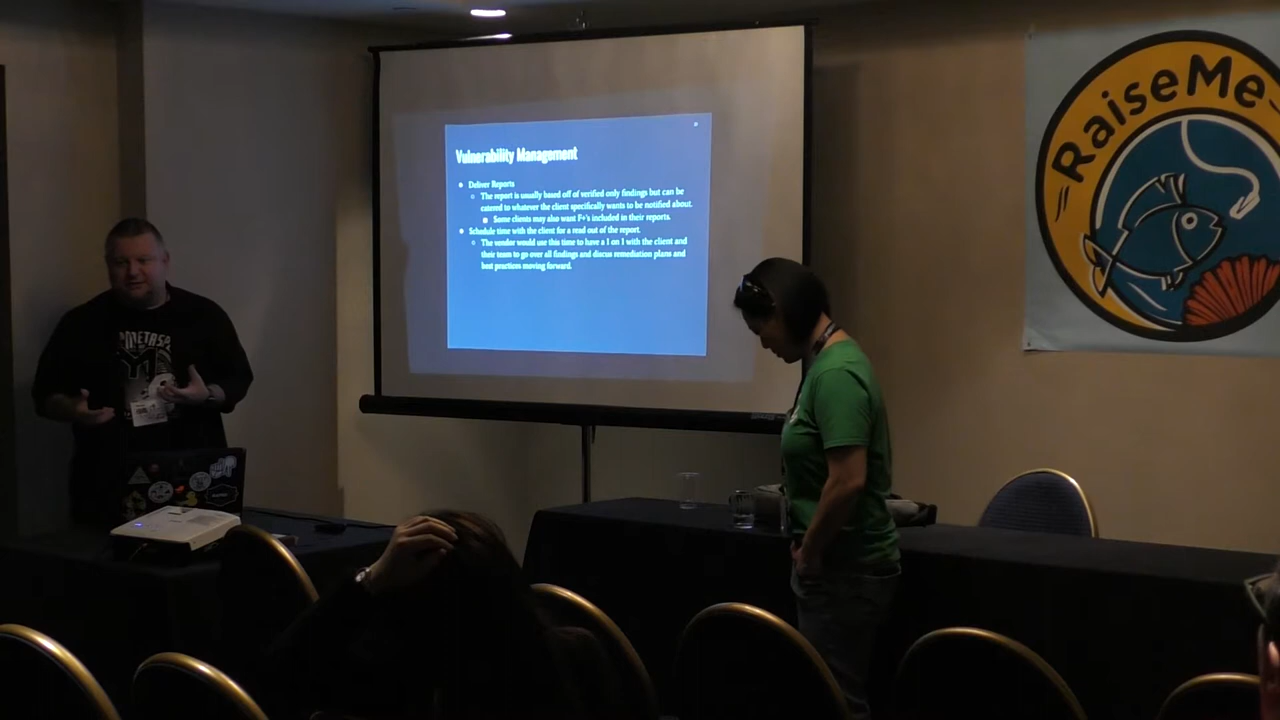 Vulnerability Management
● Deliver Reports
○ The report is usually based off of verified only findings but can be
catered to whatever the client specifically wants to be notified about.
■ Some clients may also want F+'s included in their reports.
● Schedule time with the client for a read out of the report.
○ The vendor would use this time to have a 1 on 1 with the client and
their team to go over all findings and discus remediation plans and
best practices moving forward.
RaiseMe
METASP